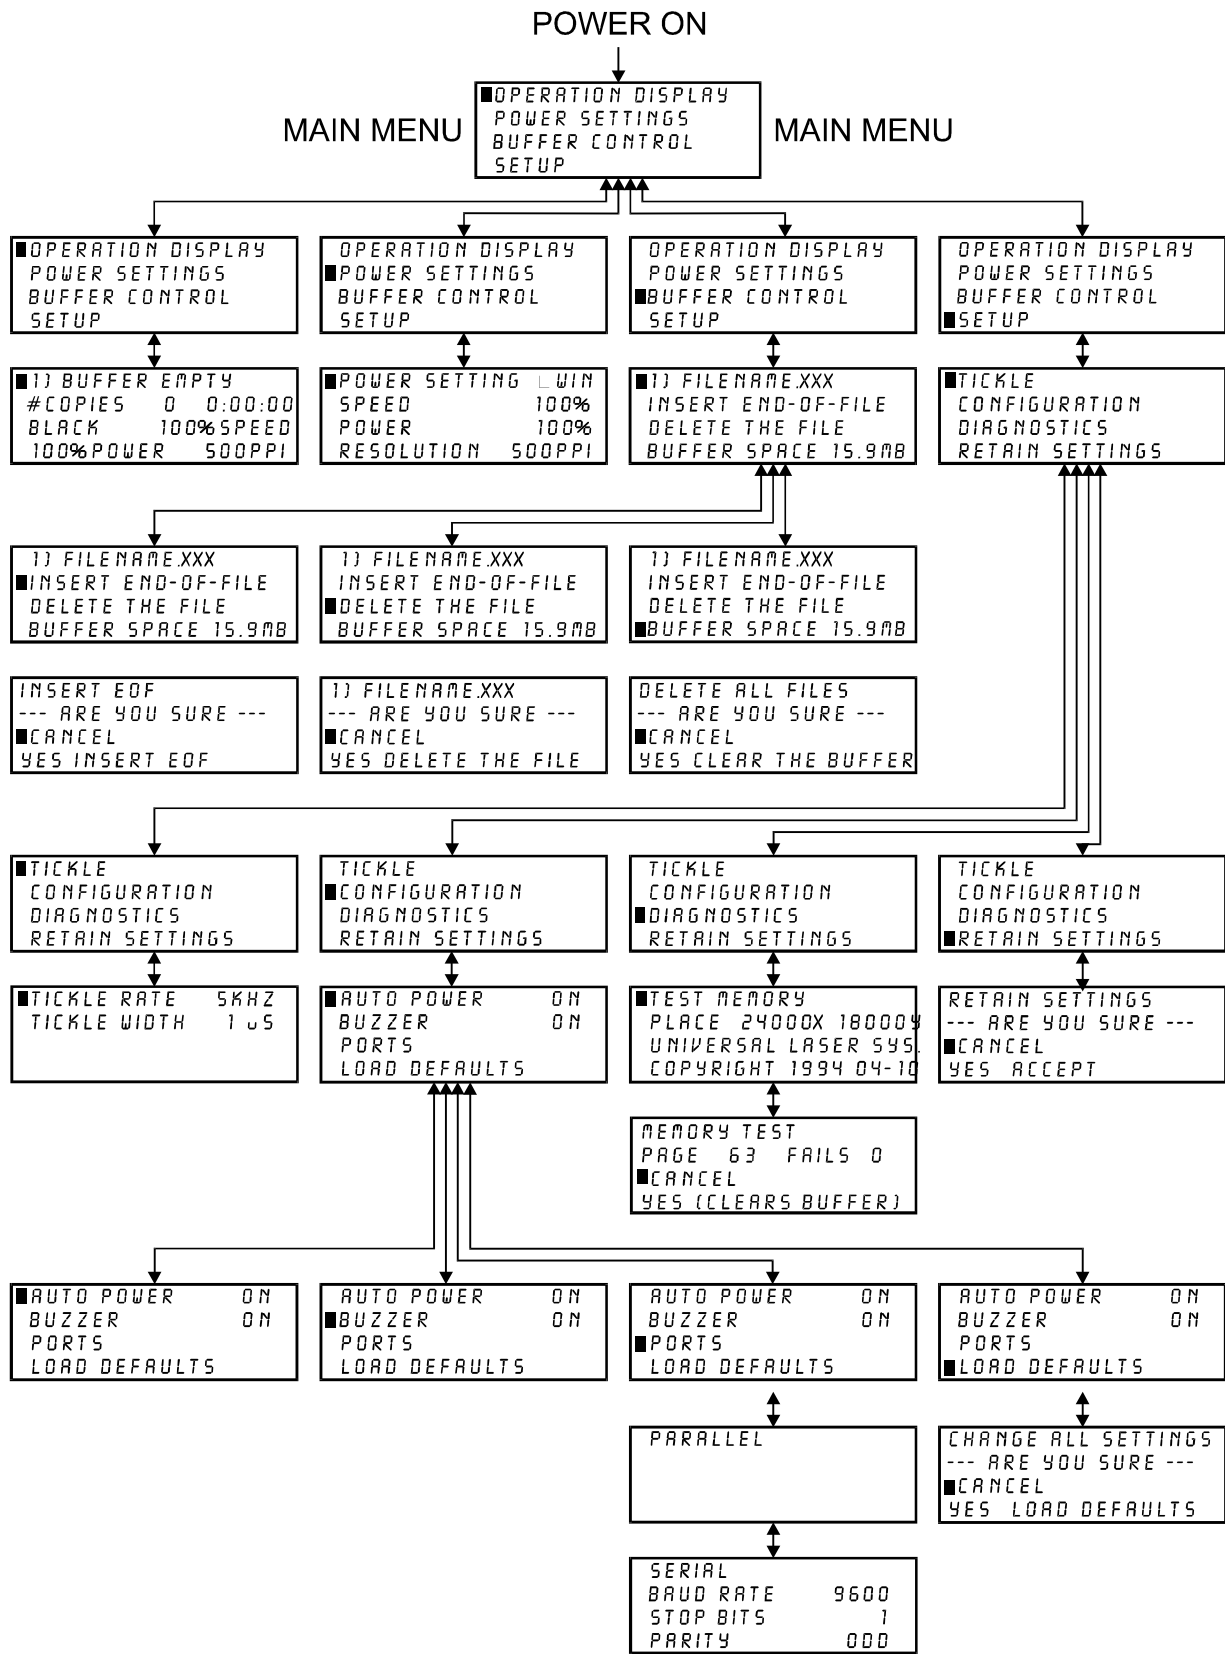 POWER ON
MAIN MENU
OPERATION DISPLAY
POWER SETTINGS
BUFFER CONTROL
SETUP
MAIN MENU
OPERATION DISPLAY
POWER SETTINGS
BUFFER CONTROL
SETUP
OPERATION DISPLAY
POWER SETTINGS
BUFFER CONTROL
SETUP
OPERATION DISPLAY
POWER SETTINGS
BUFFER CONTROL
SETUP
OPERATION DISPLAY
POWER SETTINGS
BUFFER CONTROL
SETUP
1) BUFFER EMPTY
#COPIES 0 0:00:00
BLACK 100% SPEED
100% POWER 500PPI
POWER SETTING WIN
SPEED 100%
POWER 100%
RESOLUTION 500PPI
1) FILENAME.XXX
INSERT END-OF-FILE
DELETE THE FILE
BUFFER SPACE 15.9MB
TICKLE
CONFIGURATION
DIAGNOSTICS
RETAIN SETTINGS
1) FILENAME.XXX
INSERT END-OF-FILE
DELETE THE FILE
BUFFER SPACE 15.9MB
1) FILENAME.XXX
INSERT END-OF-FILE
DELETE THE FILE
BUFFER SPACE 15.9MB
1) FILENAME.XXX
INSERT END-OF-FILE
DELETE THE FILE
BUFFER SPACE 15.9MB
INSERT EOF
--- ARE YOU SURE ---
CANCEL
YES INSERT EOF
1) FILENAME.XXX
--- ARE YOU SURE ---
CANCEL
YES DELETE THE FILE
DELETE ALL FILES
--- ARE YOU SURE ---
CANCEL
YES CLEAR THE BUFFER
TICKLE
CONFIGURATION
DIAGNOSTICS
RETAIN SETTINGS
TICKLE
CONFIGURATION
DIAGNOSTICS
RETAIN SETTINGS
TICKLE
CONFIGURATION
DIAGNOSTICS
RETAIN SETTINGS
TICKLE
CONFIGURATION
DIAGNOSTICS
RETAIN SETTINGS
TICKLE RATE 5KHZ
TICKLE WIDTH 1 uS
AUTO POWER ON
BUZZER ON
PORTS
LOAD DEFAULTS
TEST MEMORY
PLACE 24000X 18000Y
UNIVERSAL LASER SYS.
COPYRIGHT 1994 04-10
RETAIN SETTINGS
--- ARE YOU SURE ---
CANCEL
YES ACCEPT
MEMORY TEST
PAGE 63 FAILS 0
CANCEL
YES (CLEARS BUFFER)
AUTO POWER ON
BUZZER ON
PORTS
LOAD DEFAULTS
AUTO POWER ON
BUZZER ON
PORTS
LOAD DEFAULTS
AUTO POWER ON
BUZZER ON
PORTS
LOAD DEFAULTS
AUTO POWER ON
BUZZER ON
PORTS
LOAD DEFAULTS
PARALLEL
CHANGE ALL SETTINGS
--- ARE YOU SURE ---
CANCEL
YES LOAD DEFAULTS
SERIAL
BAUD RATE 9600
STOP BITS 1
PARITY ODD